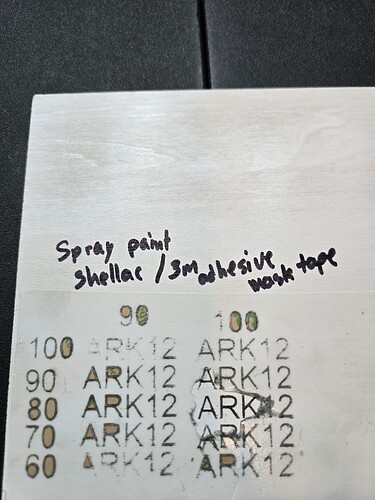 Spray paint
shellac / 3M adhesive mask tape
90 100
100 ARK12 ARK12
90 ARK12 ARK12
80 ARK12 ARK12
70 ARK12 ARK12
60 ARK12 ARK12